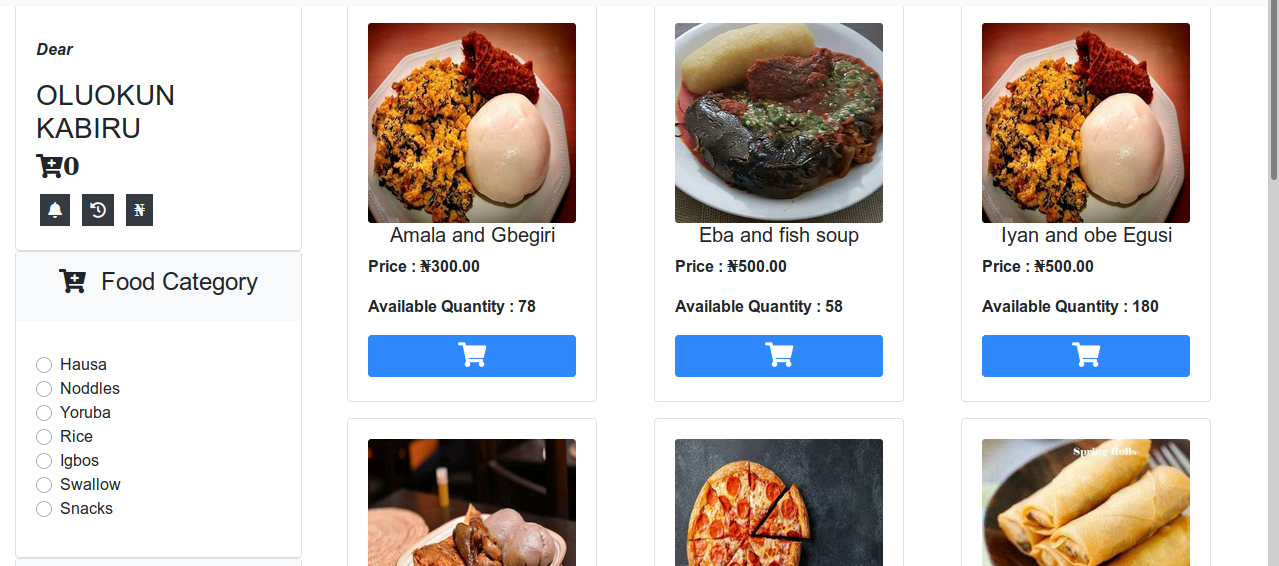 Dear
OLUOKUN
KABIRU
0
₦
Food Category
Hausa
Noddles
Yoruba
Rice
Igbos
Swallow
Snacks
Amala and Gbegiri
Price : ₦300.00
Available Quantity : 78
Eba and fish soup
Price : ₦500.00
Available Quantity : 58
Iyan and obe Egusi
Price : ₦500.00
Available Quantity : 180
Spring Rolls